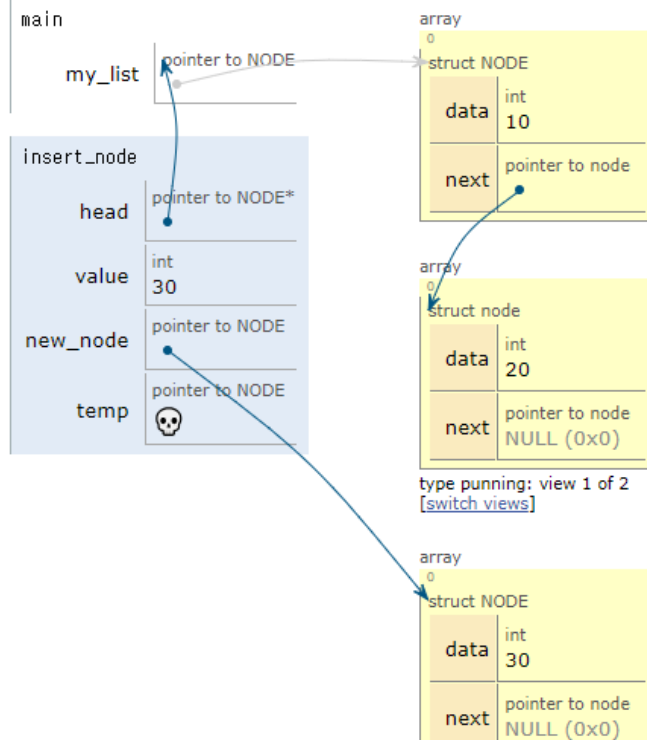 main
my_list
pointer to NODE
insert_node
head
pointer to NODE*
value
int
30
new_node
pointer to NODE
temp
pointer to NODE
array
0
struct NODE
data
int
10
next
pointer to node
array
0
struct node
data
int
20
next
pointer to node
NULL (0x0)
type punning: view 1 of 2
[switch views]
array
0
struct NODE
data
int
30
next
pointer to node
NULL (0x0)